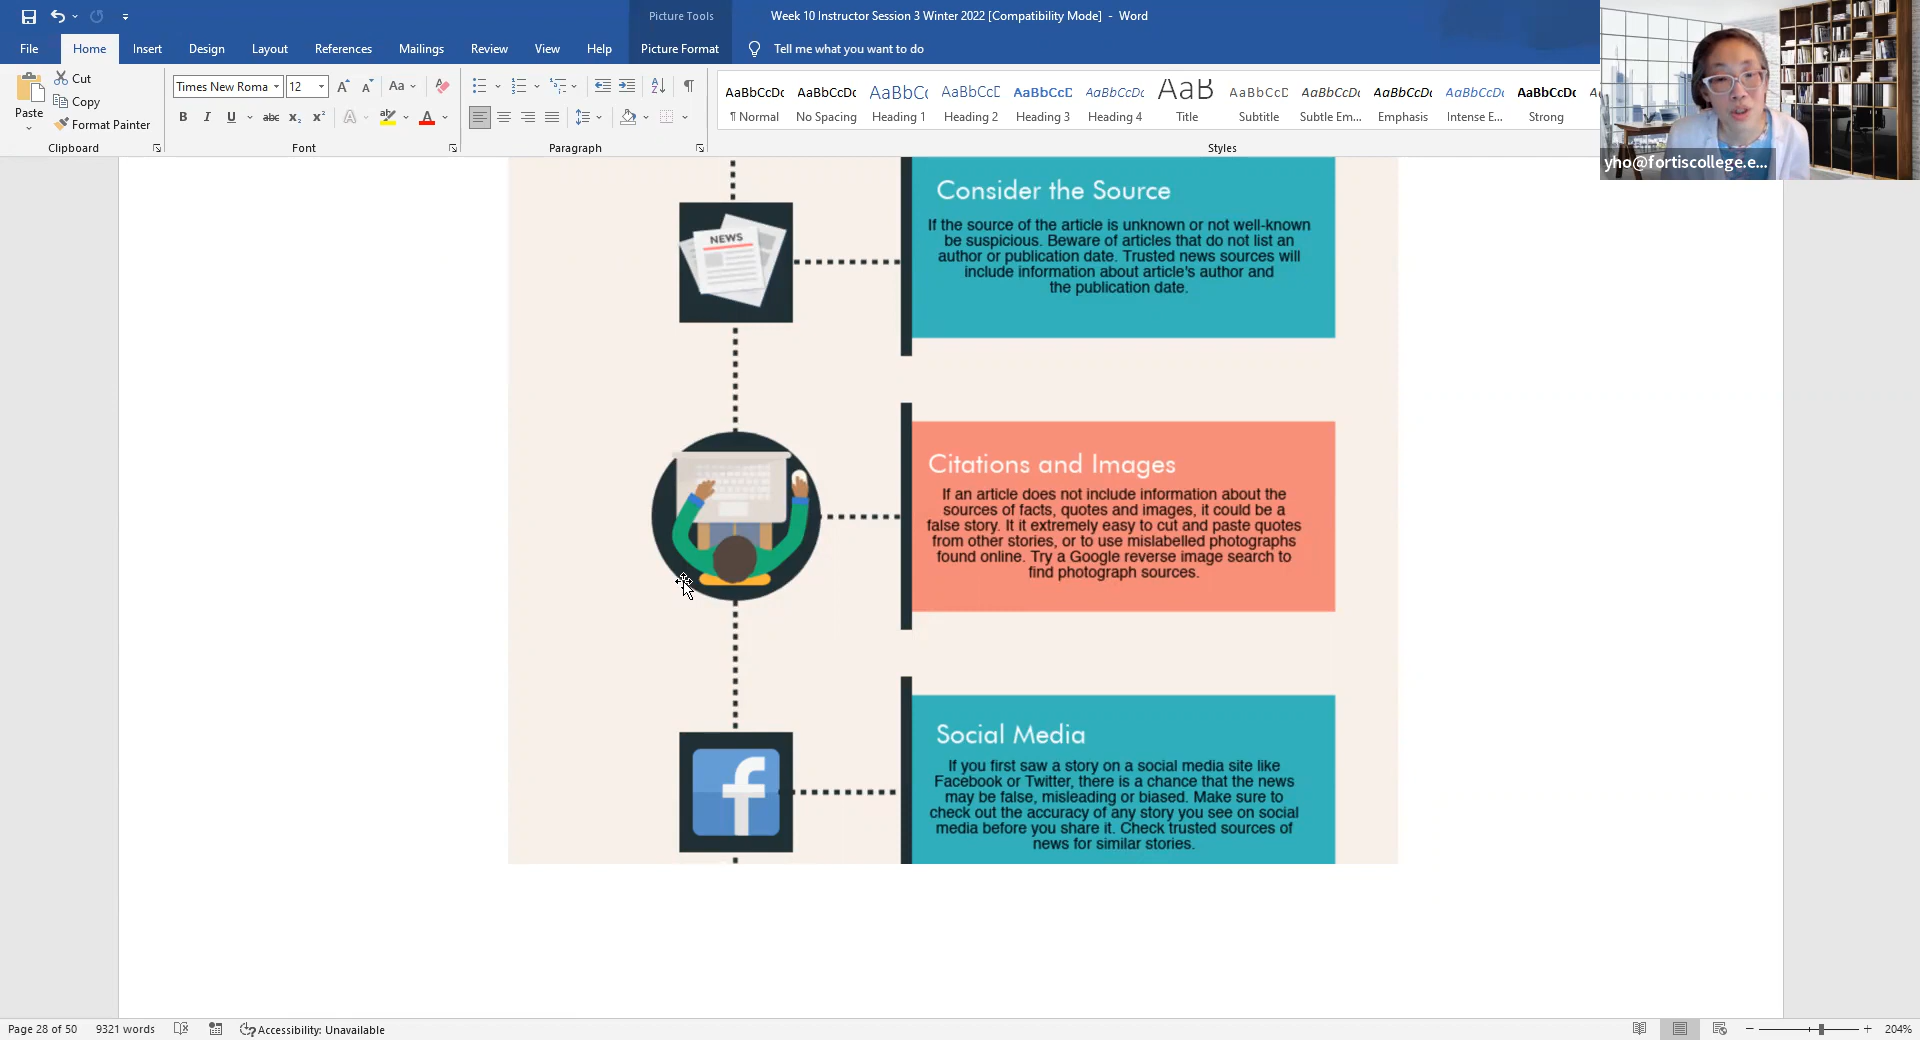 Picture Tools
Week 10 Instructor Session 3 Winter 2022 [Compatibility Mode] - Word
File Home Insert Design Layout References Mailings Review View Help Picture Format Tell me what you want to do
Cut
Copy
Format Painter
Paste
Clipboard
Times New Roma 12
Aa
B I U abc x₂ x² A A
Font
Paragraph
AaBbCcDc AaBbCcDc AaBbC AaBbCcD AaBbCcD AaBbCcDc AaB AaBbCcD AaBbCcDc AaBbCcDc AaBbCcDc AaBbCcDc
¶ Normal No Spacing Heading 1 Heading 2 Heading 3 Heading 4 Title Subtitle Subtle Em... Emphasis Intense E... Strong
Styles
yho@fortiscollege.e...
Consider the Source
If the source of the article is unknown or not well-known
be suspicious. Beware of articles that do not list an
author or publication date. Trusted news sources will
include information about article's author and
the publication date.
NEWS
Citations and Images
If an article does not include information about the
sources of facts, quotes and images, it could be a
false story. It it extremely easy to cut and paste quotes
from other stories, or to use mislabelled photographs
found online. Try a Google reverse image search to
find photograph sources.
Social Media
If you first saw a story on a social media site like
Facebook or Twitter, there is a chance that the news
may be false, misleading or biased. Make sure to
check out the accuracy of any story you see on social
media before you share it. Check trusted sources of
news for similar stories.
f
Page 28 of 50 9321 words Accessibility: Unavailable
204%